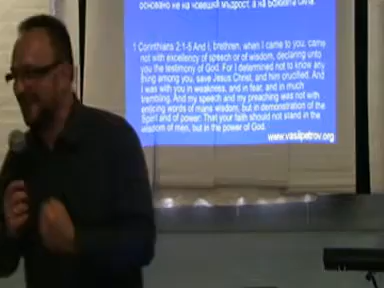 основано не на човешка мъдрост, а на Божията сила.
1 Corinthians 2:1-5 And I, brethren, when I came to you, came
not with excellency of speech or of wisdom, declaring unto
you the testimony of God. For I determined not to know any
thing among you, save Jesus Christ, and him crucified. And
I was with you in weakness, and in fear, and in much
trembling. And my speech and my preaching was not with
enticing words of mans wisdom, but in demonstration of the
Spirit and of power: That your faith should not stand in the
wisdom of men, but in the power of God.
www.vasilpetrov.org